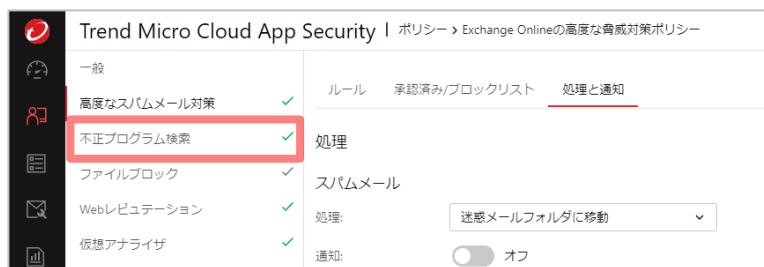 Trend Micro Cloud App Security | ポリシー > Exchange Onlineの高度な脅威対策ポリシー
一般
高度なスパムメール対策
不正プログラム検索
ファイルブロック
Webレピュテーション
仮想アナライザ
ルール 承認済み/ブロックリスト 処理と通知
処理
スパムメール
処理: 迷惑メールフォルダに移動
通知: オフ